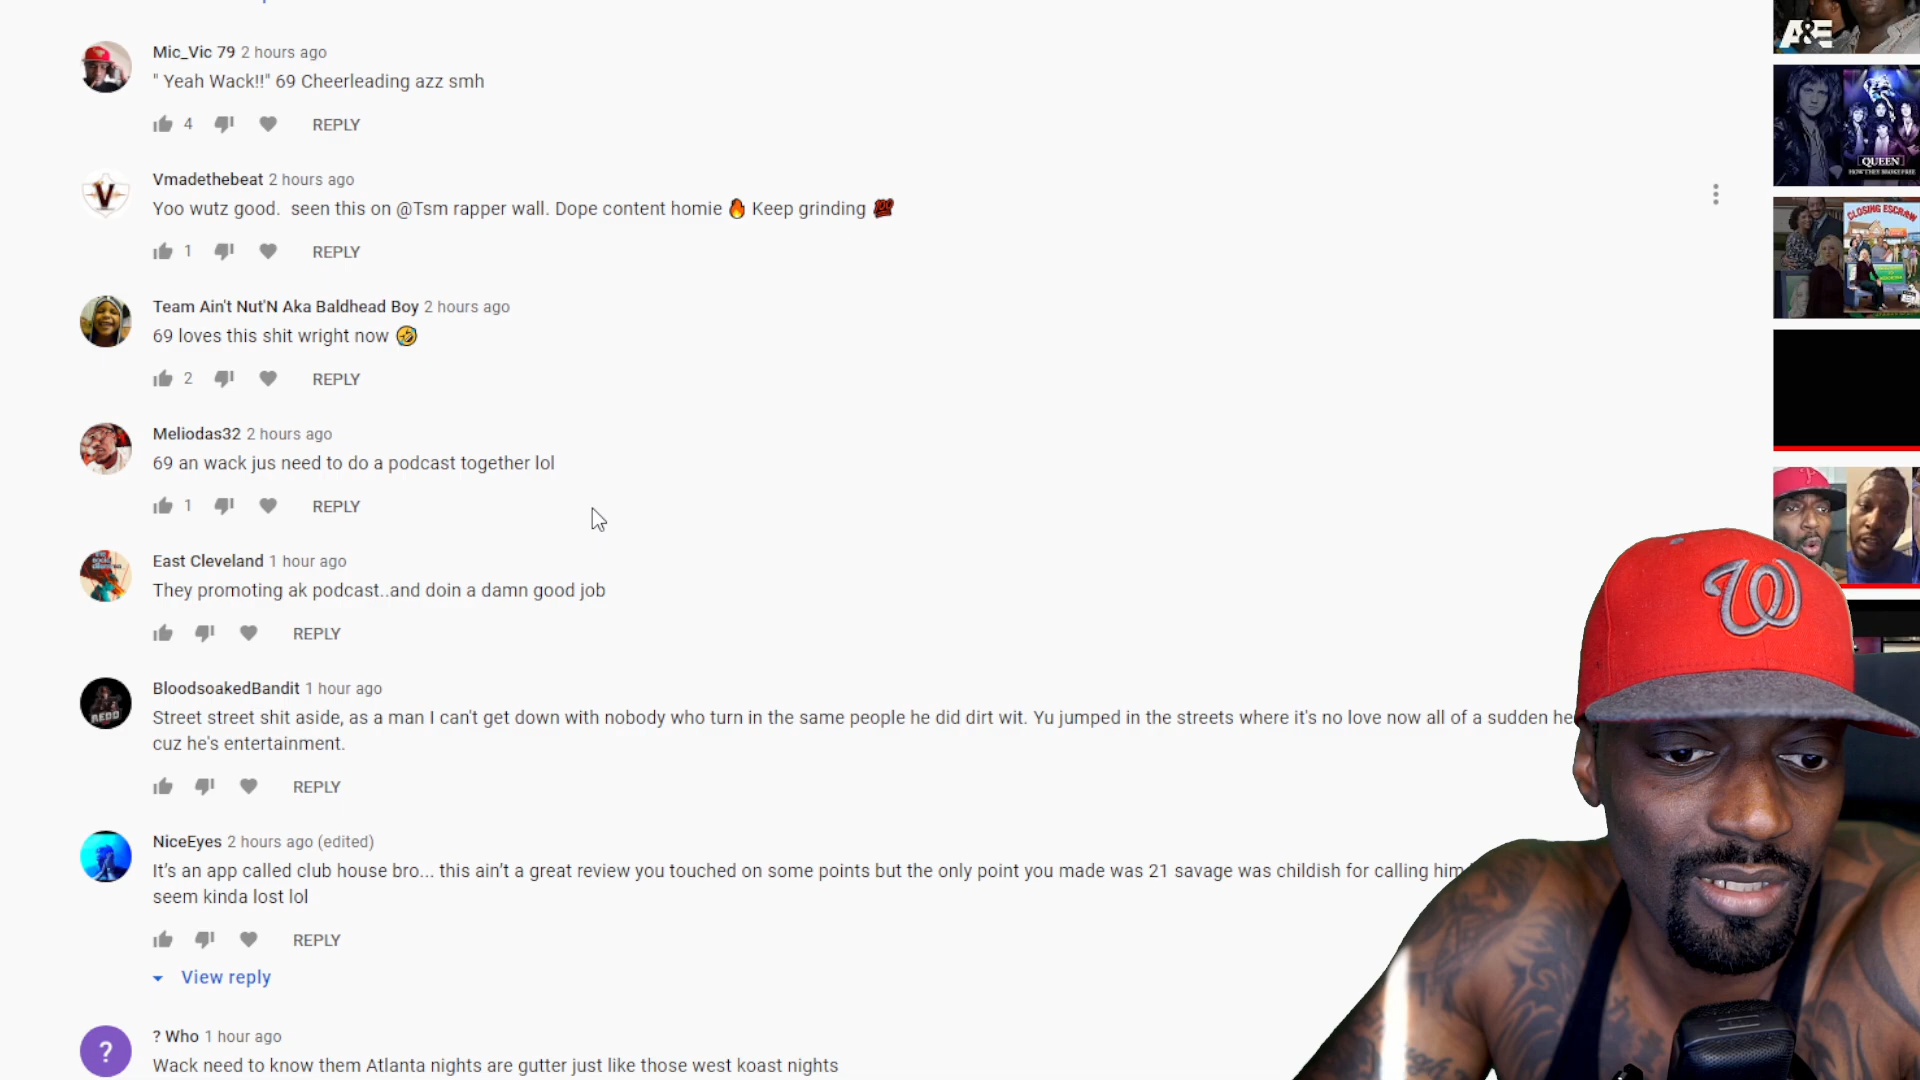 Mic_Vic 79 2 hours ago
" Yeah Wack!!" 69 Cheerleading azz smh
4 REPLY
Vmadethebeat 2 hours ago
Yoo wutz good. seen this on @Tsm rapper wall. Dope content homie 🔥 Keep grinding 💯
1 REPLY
Team Ain't Nut'N Aka Baldhead Boy 2 hours ago
69 loves this shit wright now 🤣
2 REPLY
Meliodas32 2 hours ago
69 an wack jus need to do a podcast together lol
1 REPLY
East Cleveland 1 hour ago
They promoting ak podcast..and doin a damn good job
REPLY
BloodsoakedBandit 1 hour ago
Street street shit aside, as a man I can't get down with nobody who turn in the same people he did dirt wit. Yu jumped in the streets where it's no love now all of a sudden he
cuz he's entertainment.
REPLY
NiceEyes 2 hours ago (edited)
It’s an app called club house bro... this ain’t a great review you touched on some points but the only point you made was 21 savage was childish for calling him
seem kinda lost lol
REPLY
View reply
? Who 1 hour ago
?
Wack need to know them Atlanta nights are gutter just like those west koast nights
A&E
QUEEN
HOW THEY BROKE FREE
CLOSING ESCROW
V
REDD
W